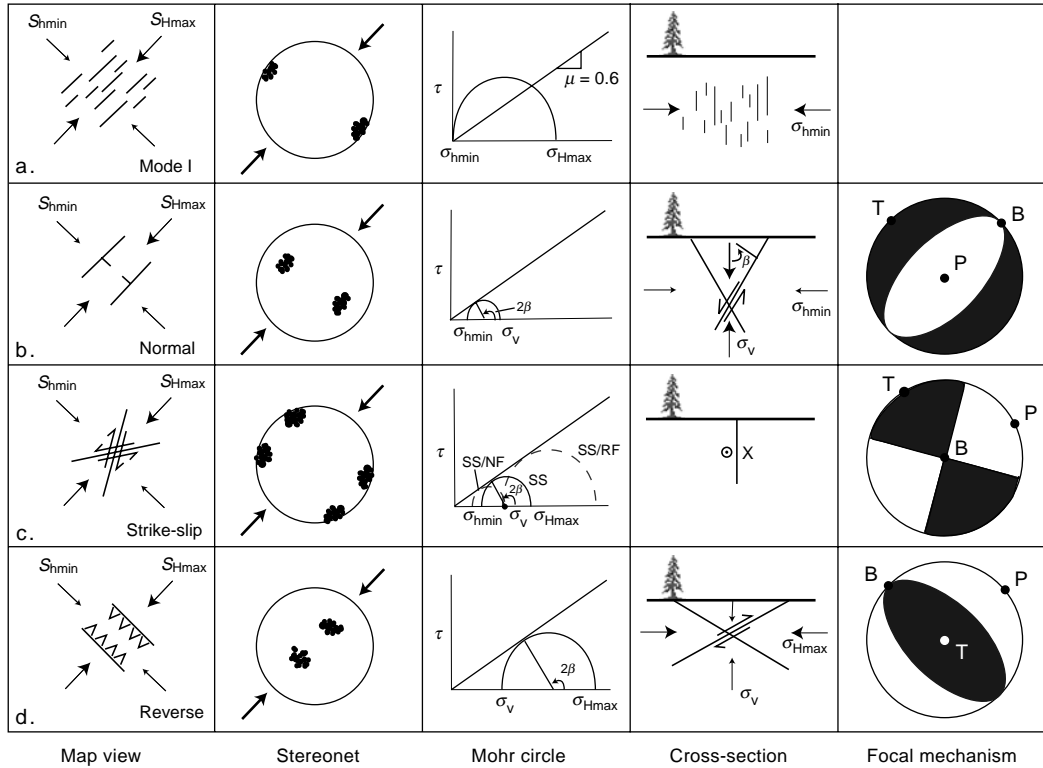 Shmin
SHmax
a.
Mode I
τ
μ = 0.6
σhmin
σHmax
σhmin
Shmin
SHmax
b.
Normal
τ
2β
σhmin
σv
β
σhmin
σv
T
B
P
Shmin
SHmax
c.
Strike-slip
τ
SS/NF
SS/RF
SS
2β
σhmin
σv
σHmax
X
T
P
B
Shmin
SHmax
d.
Reverse
τ
2β
σv
σHmax
σHmax
σv
B
P
T
Map view
Stereonet
Mohr circle
Cross-section
Focal mechanism